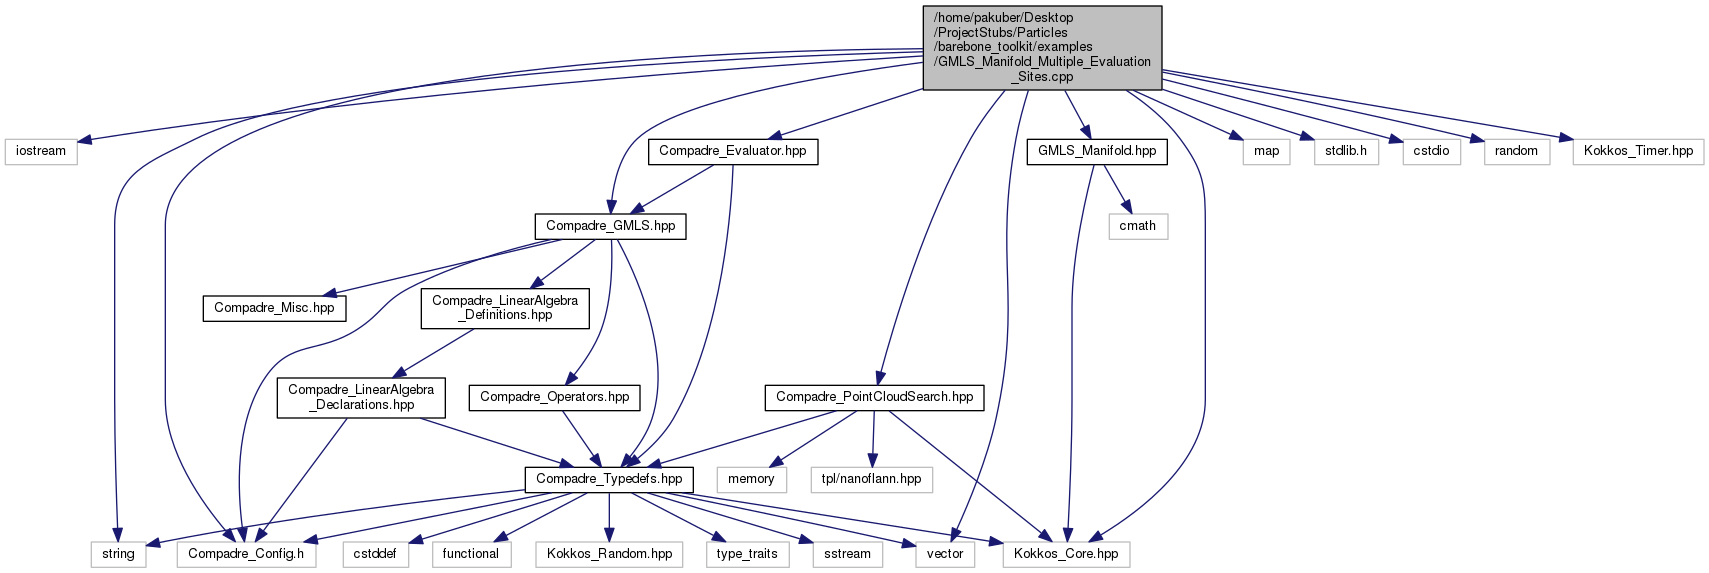 /home/pakuber/Desktop
/ProjectStubs/Particles
/barebone_toolkit/examples
/GMLS_Manifold_Multiple_Evaluation
_Sites.cpp
iostream
Compadre_Evaluator.hpp
GMLS_Manifold.hpp
map
stdlib.h
cstdio
random
Kokkos_Timer.hpp
Compadre_GMLS.hpp
cmath
Compadre_Misc.hpp
Compadre_LinearAlgebra
_Definitions.hpp
Compadre_LinearAlgebra
_Declarations.hpp
Compadre_Operators.hpp
Compadre_PointCloudSearch.hpp
Compadre_Typedefs.hpp
memory
tpl/nanoflann.hpp
string
Compadre_Config.h
cstddef
functional
Kokkos_Random.hpp
type_traits
sstream
vector
Kokkos_Core.hpp